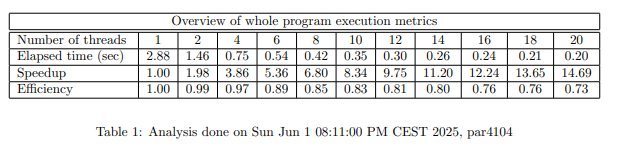 Overview of whole program execution metrics
Number of threads 1 2 4 6 8 10 12 14 16 18 20
Elapsed time (sec) 2.88 1.46 0.75 0.54 0.42 0.35 0.30 0.26 0.24 0.21 0.20
Speedup 1.00 1.98 3.86 5.36 6.80 8.34 9.75 11.20 12.24 13.65 14.69
Efficiency 1.00 0.99 0.97 0.89 0.85 0.83 0.81 0.80 0.76 0.76 0.73
Table 1: Analysis done on Sun Jun 1 08:11:00 PM CEST 2025, par4104